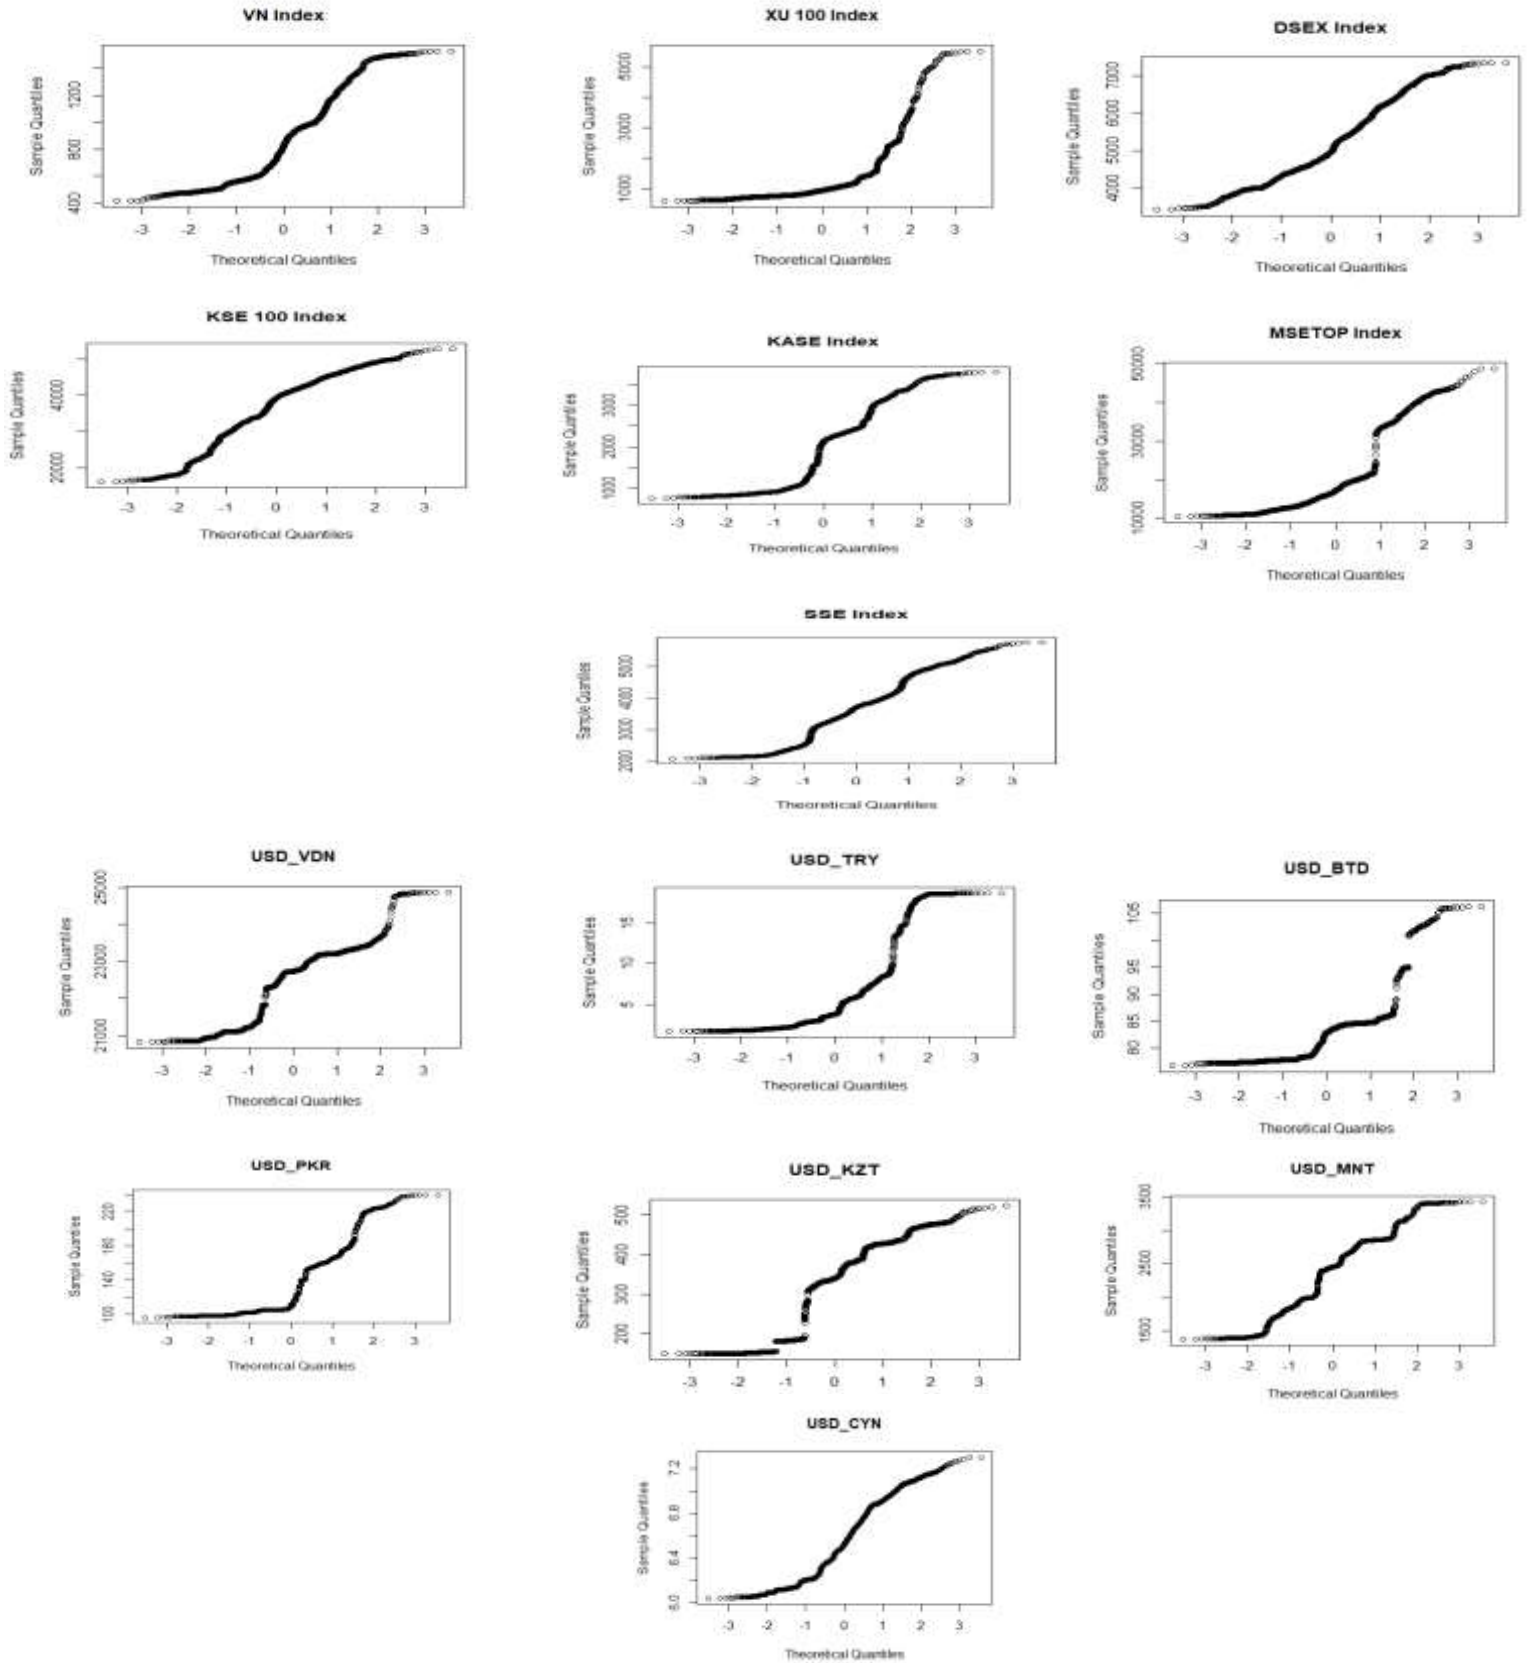 VN Index
XU 100 Index
DSEX Index
Sample Quantiles
400 800 1200
-3 -2 -1 0 1 2 3
Theoretical Quantiles
Sample Quantiles
1000 3000 5000
-3 -2 -1 0 1 2 3
Theoretical Quantiles
Sample Quantiles
4000 5000 6000 7000
-3 -2 -1 0 1 2 3
Theoretical Quantiles
KSE 100 Index
KASE Index
MSETOP Index
Sample Quantiles
20000 40000
-3 -2 -1 0 1 2 3
Theoretical Quantiles
Sample Quantiles
1000 2000 3000
-3 -2 -1 0 1 2 3
Theoretical Quantiles
Sample Quantiles
10000 30000 50000
-3 -2 -1 0 1 2 3
Theoretical Quantiles
SSE Index
Sample Quantiles
2000 3000 4000 5000
-3 -2 -1 0 1 2 3
Theoretical Quantiles
USD_VDN
USD_TRY
USD_BTD
Sample Quantiles
21000 23000 25000
-3 -2 -1 0 1 2 3
Theoretical Quantiles
Sample Quantiles
5 10 15
-3 -2 -1 0 1 2 3
Theoretical Quantiles
Sample Quantiles
80 85 90 95 105
-3 -2 -1 0 1 2 3
Theoretical Quantiles
USD_PKR
USD_KZT
USD_MNT
Sample Quantiles
100 140 180 220
-3 -2 -1 0 1 2 3
Theoretical Quantiles
Sample Quantiles
200 300 400 500
-3 -2 -1 0 1 2 3
Sample Quantiles
1500 2500 3500
-3 -2 -1 0 1 2 3
Theoretical Quantiles
USD_CYN
Sample Quantiles
6.0 6.4 6.8 7.2
-3 -2 -1 0 1 2 3
Theoretical Quantiles